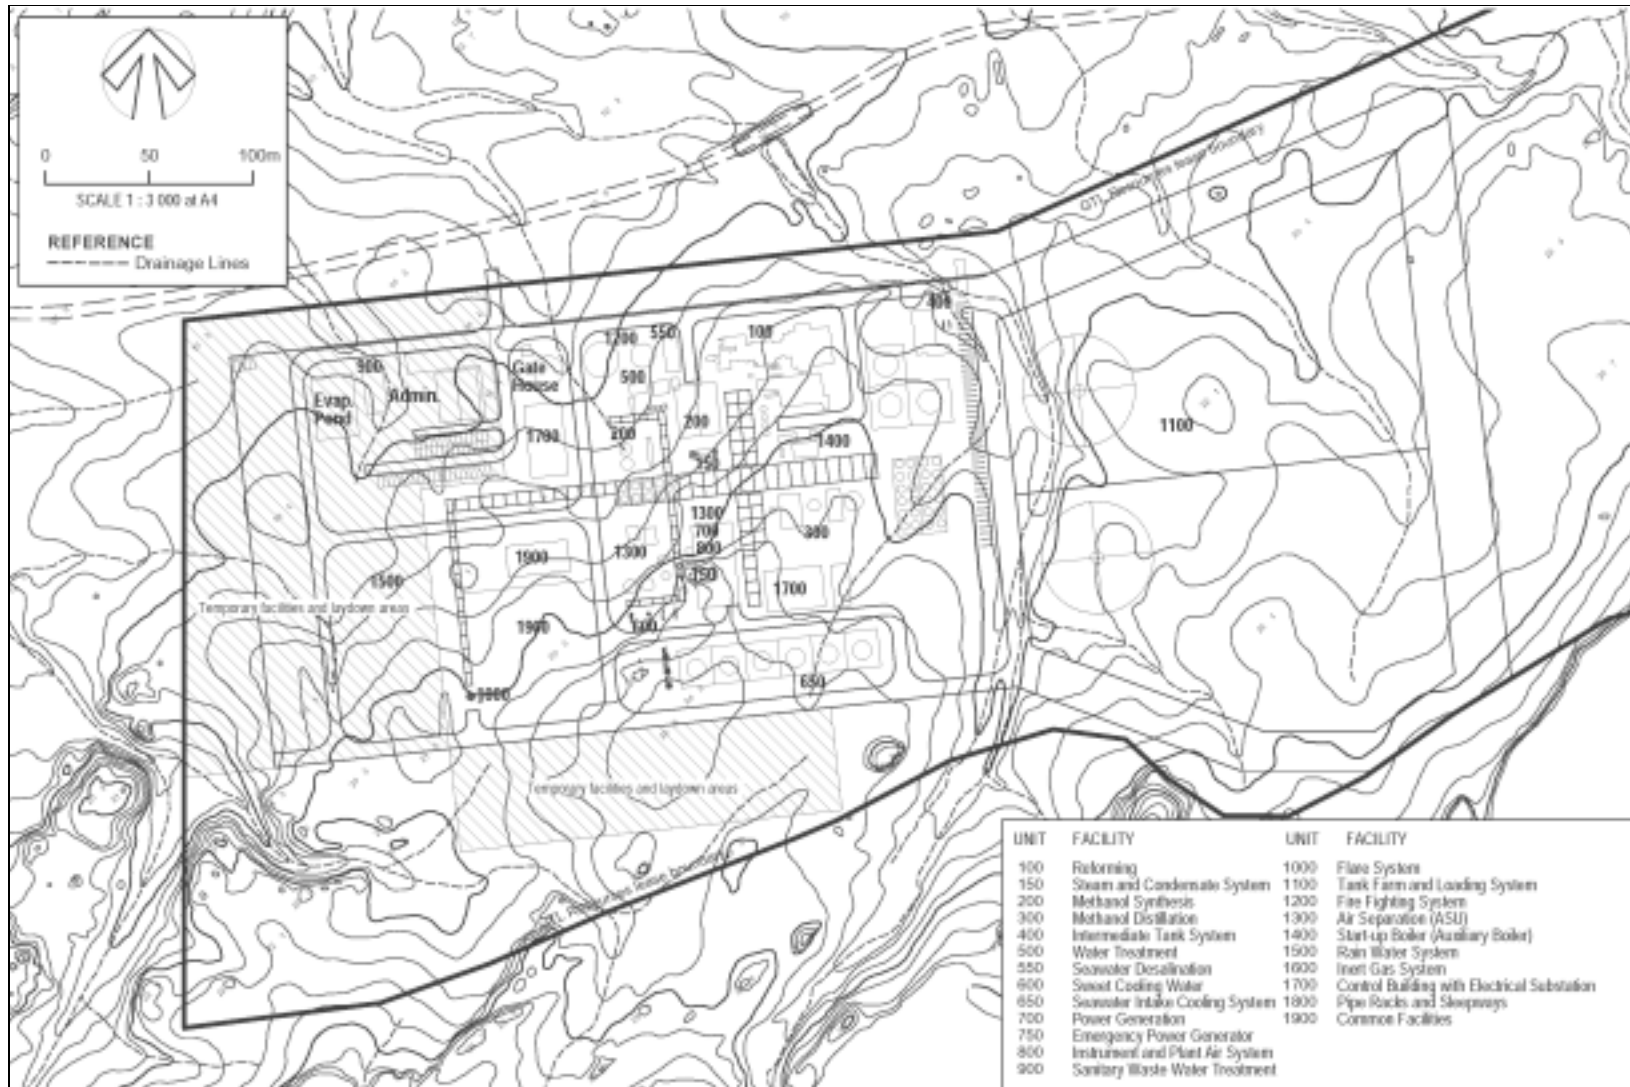 0 50 100m
SCALE 1 : 3 000 at A4
REFERENCE
Drainage Lines
GTL Resources lease boundary
400
1200 550 100
900
Gate
House
500
Evap.
Pond
Admin.
200
1700
200
1400
1100
1300
700
800
1900
1300
150
1700
1500
Temporary facilities and laydown areas
1900
650
Temporary facilities and laydown areas
Resources lease boundary
UNIT FACILITY UNIT FACILITY
100 Reforming 1000 Flare System
150 Steam and Condensate System 1100 Tank Farm and Loading System
200 Methanol Synthesis 1200 Fire Fighting System
300 Methanol Distillation 1300 Air Separation (ASU)
400 Intermediate Tank System 1400 Start-up Boiler (Auxiliary Boiler)
500 Water Treatment 1500 Rain Water System
550 Seawater Desalination 1600 Inert Gas System
600 Sweet Cooling Water 1700 Control Building with Electrical Substation
650 Seawater Intake Cooling System 1800 Pipe Racks and Sleepways
700 Power Generation 1900 Common Facilities
750 Emergency Power Generator
800 Instrument and Plant Air System
900 Sanitary Waste Water Treatment